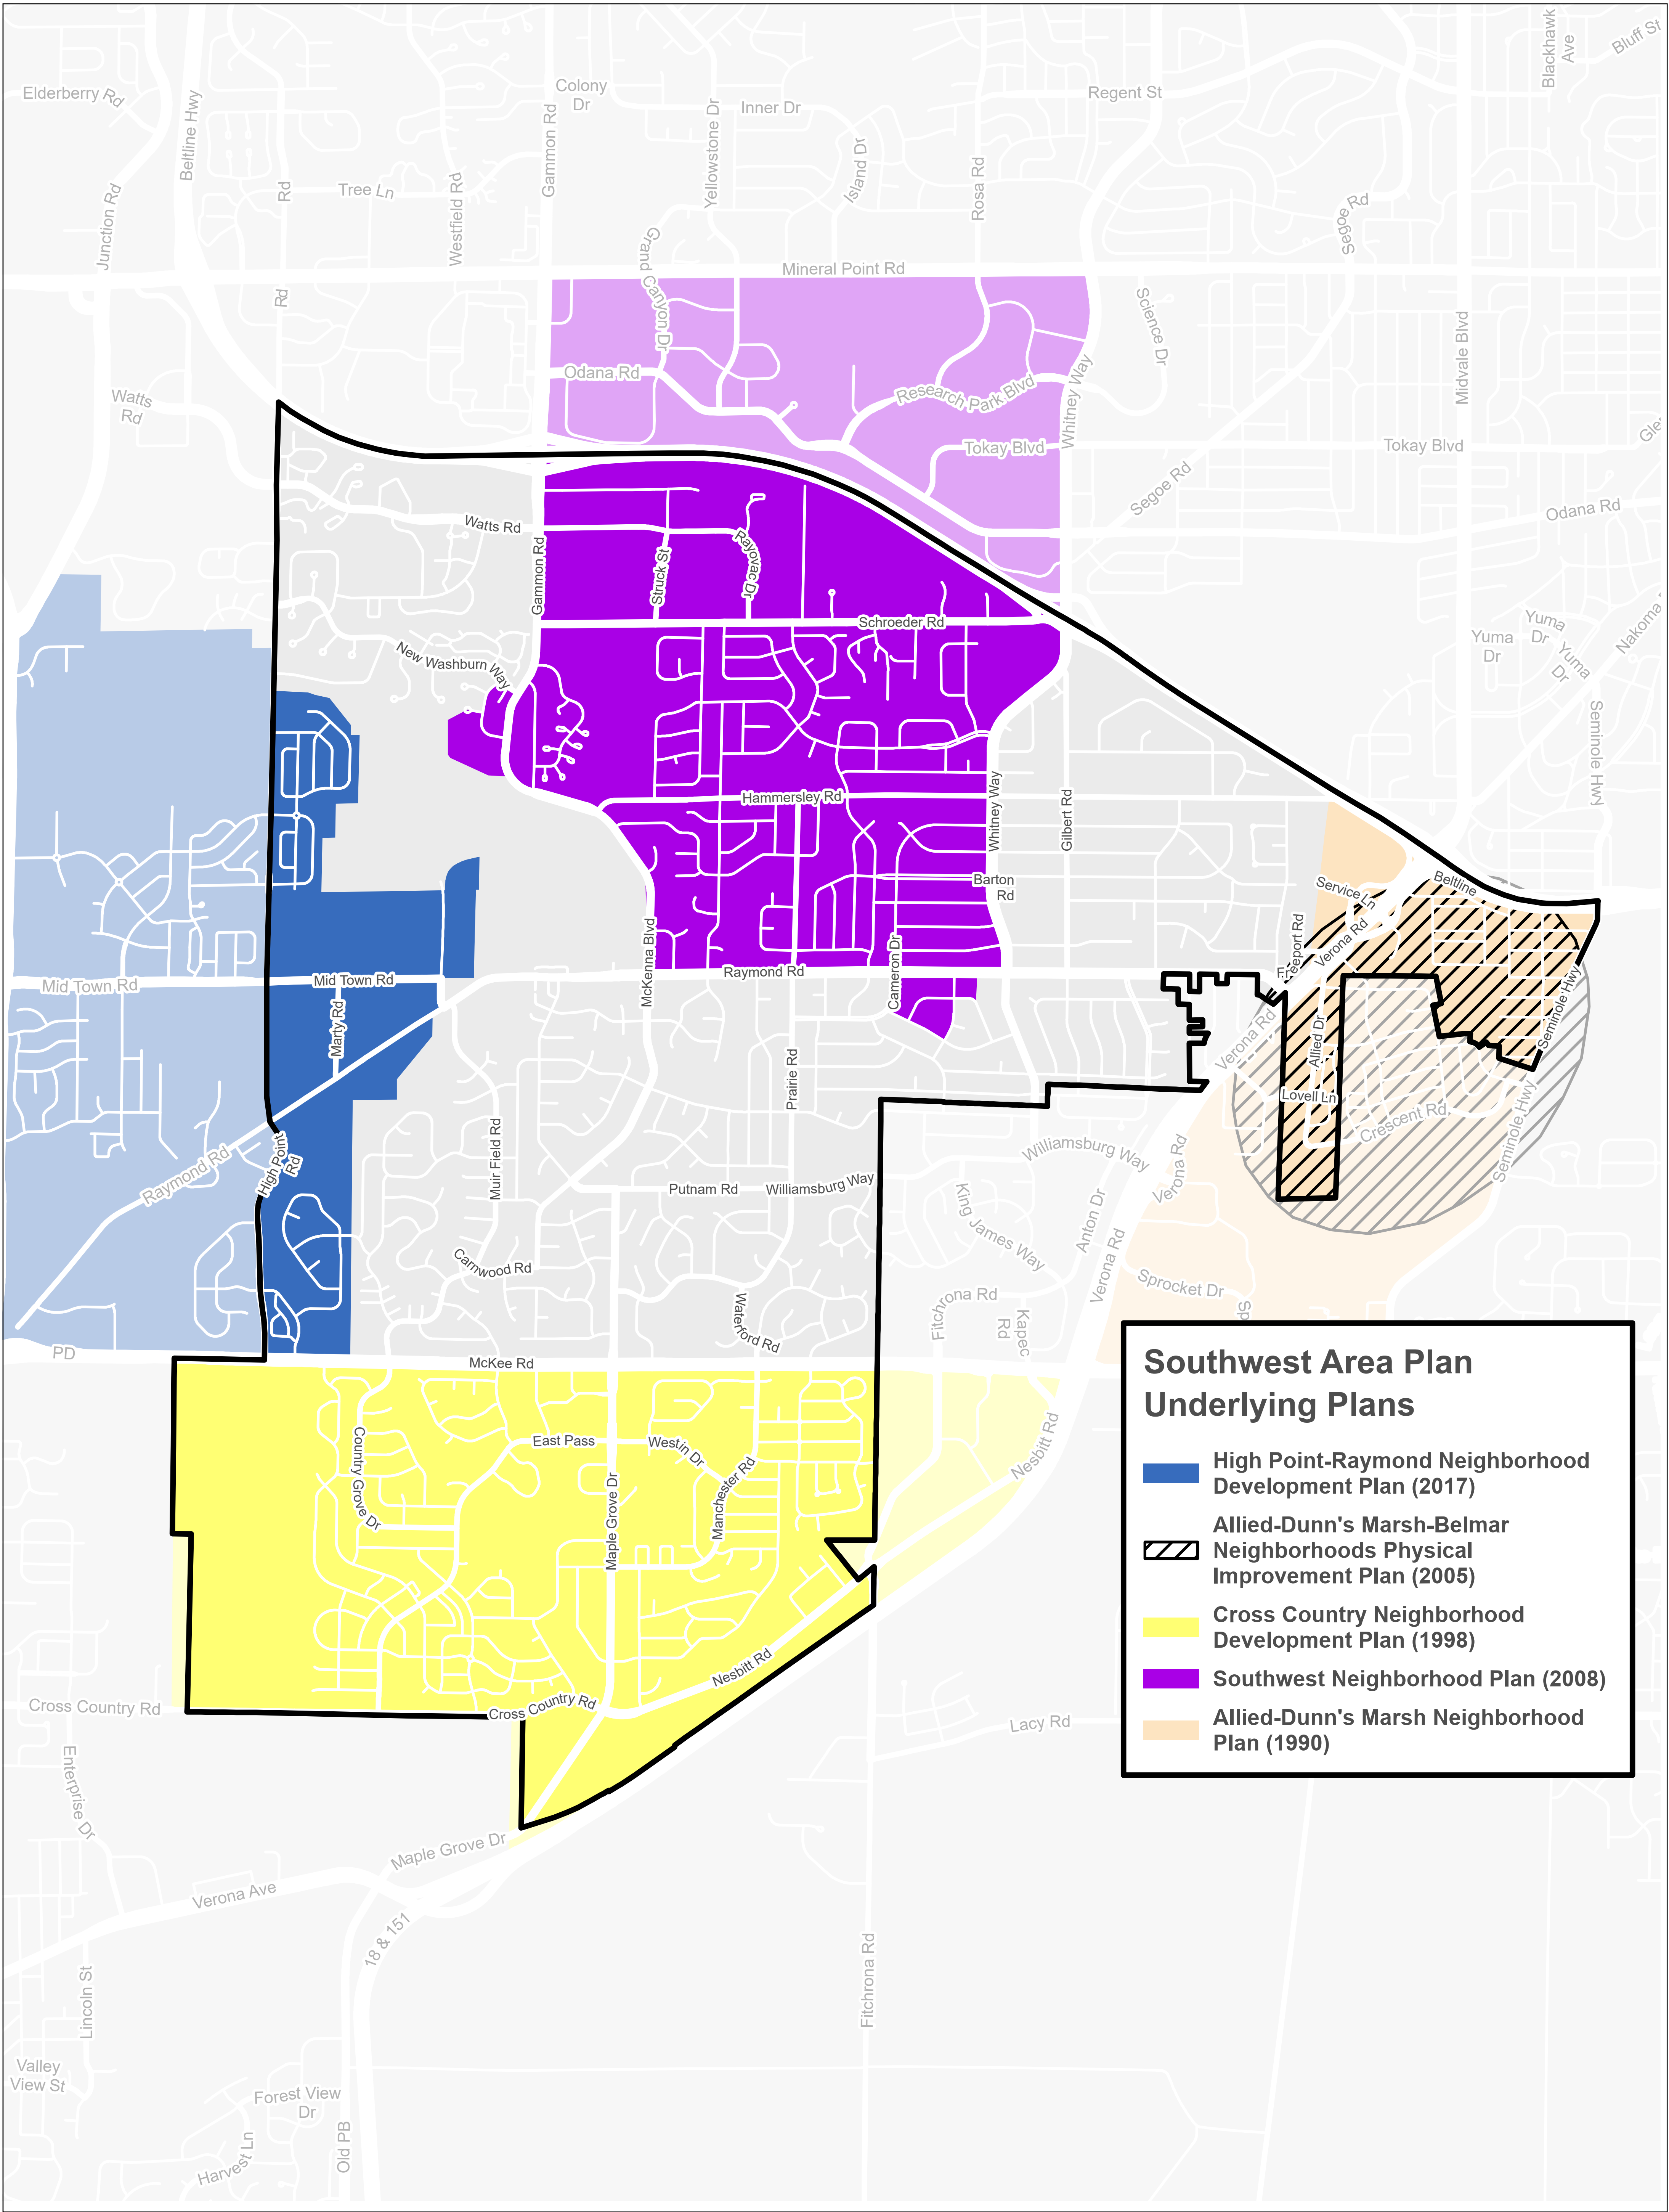 Blackhawk
Ave
Bluff St
Elderberry Rd
Beltline Hwy
Colony
Dr
Gammon Rd
Yellowstone Dr
Inner Dr
Regent St
Island Dr
Rosa Rd
Junction Rd
Rd
Tree Ln
Westfield Rd
Segoe Rd
Grand Canyon Dr
Mineral Point Rd
Rd
Science Dr
Midvale Blvd
Odana Rd
Research Park Blvd
Whitney Way
Watts
Rd
Tokay Blvd
Tokay Blvd
Segoe Rd
Odana Rd
Watts Rd
Gammon Rd
Struck St
Rayovac Dr
Schroeder Rd
Yuma
Dr
Yuma
Dr
Yuma
Dr
New Washburn Way
Seminole Hwy
Hammersley Rd
Whitney Way
Gilbert Rd
Barton
Rd
Service Ln
Beltline
McKenna Blvd
Cameron Dr
Freeport Rd
Verona Rd
Raymond Rd
Mid Town Rd
Mid Town Rd
Marty Rd
Allied Dr
Seminole Hwy
Verona Rd
Prairie Rd
Lovell Ln
Crescent Rd
Seminole Hwy
Raymond Rd
High Point
Rd
Muir Field Rd
Putnam Rd
Williamsburg Way
Williamsburg Way
Verona Rd
King James Way
Anton Dr
Verona Rd
Carnwood Rd
Sprocket Dr
Waterford Rd
Fitchrona Rd
Kapec
Rd
PD
McKee Rd
Southwest Area Plan
Underlying Plans
High Point-Raymond Neighborhood
Development Plan (2017)
Allied-Dunn's Marsh-Belmar
Neighborhoods Physical
Improvement Plan (2005)
Cross Country Neighborhood
Development Plan (1998)
Southwest Neighborhood Plan (2008)
Allied-Dunn's Marsh Neighborhood
Plan (1990)
Country Grove Dr
East Pass
Westin Dr
Manchester Rd
Maple Grove Dr
Nesbitt Rd
Nesbitt Rd
Cross Country Rd
Cross Country Rd
Lacy Rd
Enterprise Dr
Maple Grove Dr
Verona Ave
18 & 151
Fitchrona Rd
Lincoln St
Valley
View St
Forest View
Dr
Harvest Ln
Old PB